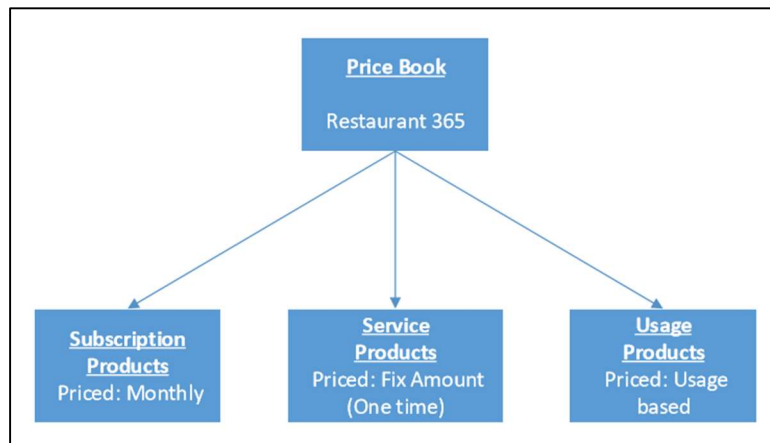 Price Book
Restaurant 365
Subscription
Products
Priced: Monthly
Service
Products
Priced: Fix Amount
(One time)
Usage
Products
Priced: Usage
based